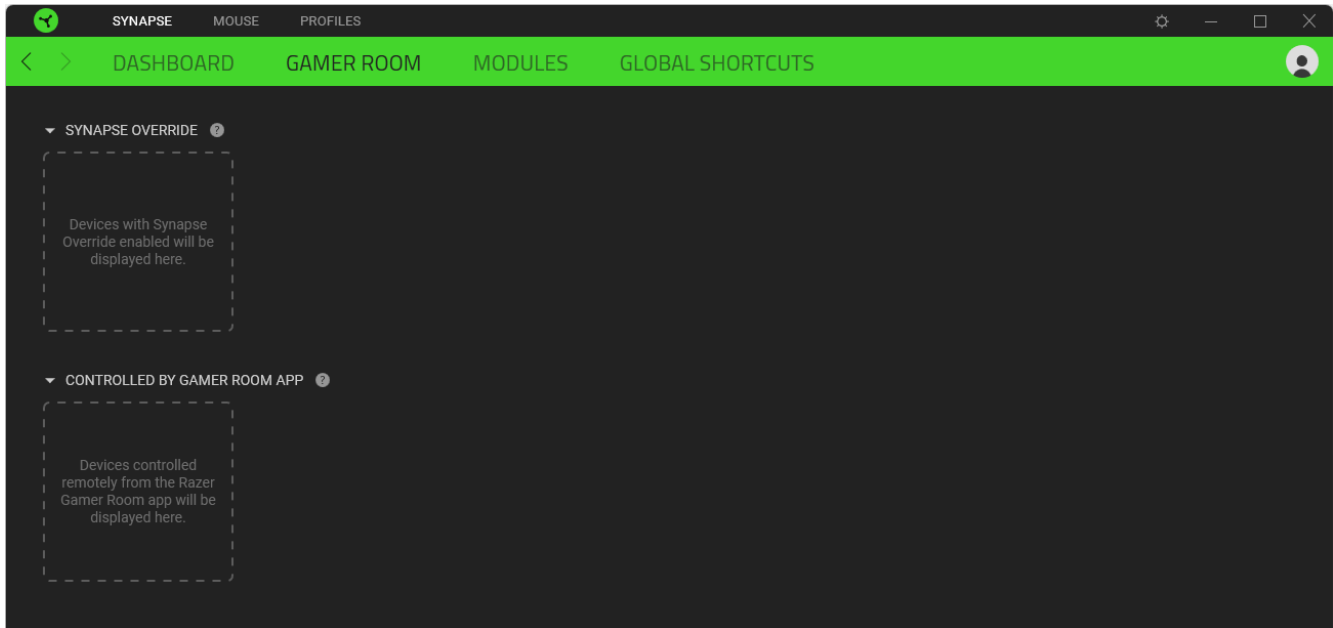 SYNAPSE MOUSE PROFILES
DASHBOARD GAMER ROOM MODULES GLOBAL SHORTCUTS
SYNAPSE OVERRIDE ?
Devices with Synapse
Override enabled will be
displayed here.
CONTROLLED BY GAMER ROOM APP ?
Devices controlled
remotely from the Razer
Gamer Room app will be
displayed here.